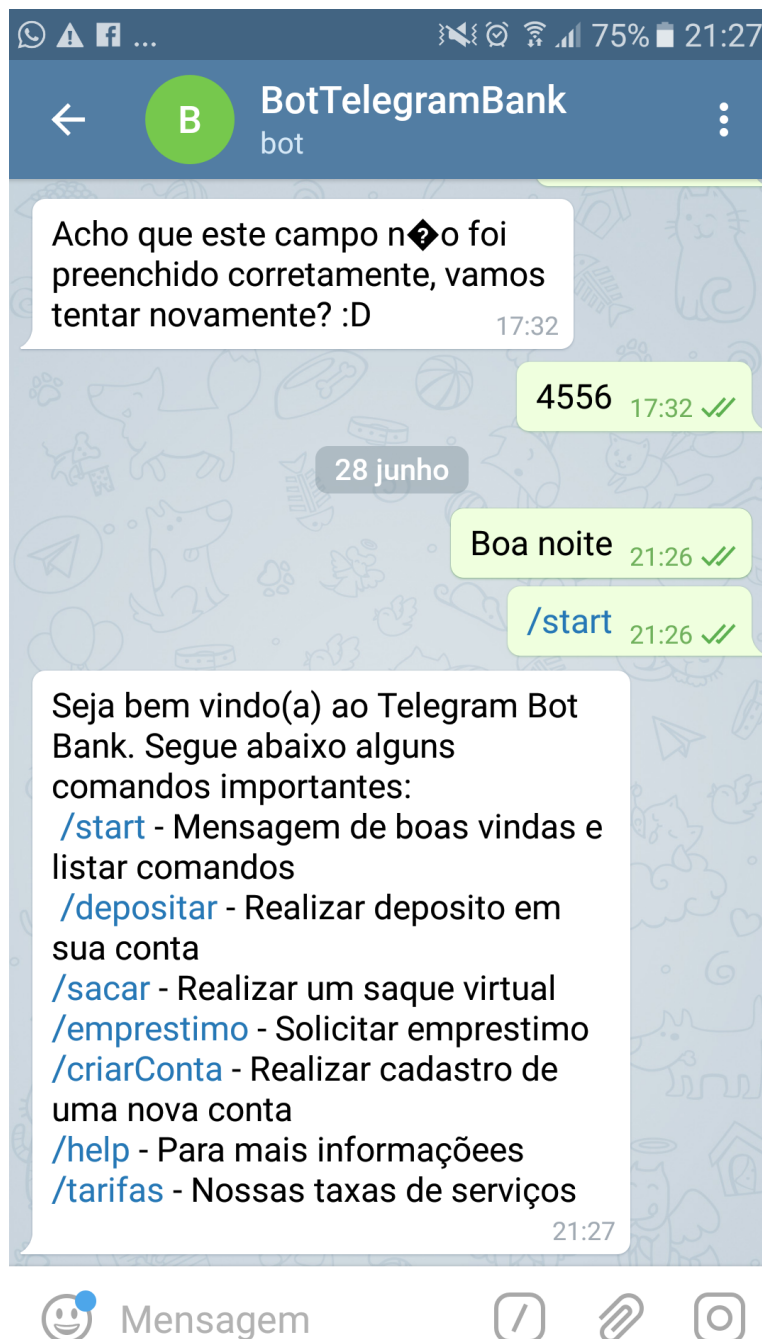 ... 75% 21:27
B
BotTelegramBank
bot
Acho que este campo n�o foi
preenchido corretamente, vamos
tentar novamente? :D
17:32
4556 17:32
28 junho
Boa noite 21:26
/start 21:26
Seja bem vindo(a) ao Telegram Bot
Bank. Segue abaixo alguns
comandos importantes:
/start - Mensagem de boas vindas e
listar comandos
/depositar - Realizar deposito em
sua conta
/sacar - Realizar um saque virtual
/emprestimo - Solicitar emprestimo
/criarConta - Realizar cadastro de
uma nova conta
/help - Para mais informaçõees
/tarifas - Nossas taxas de serviços
21:27
Mensagem